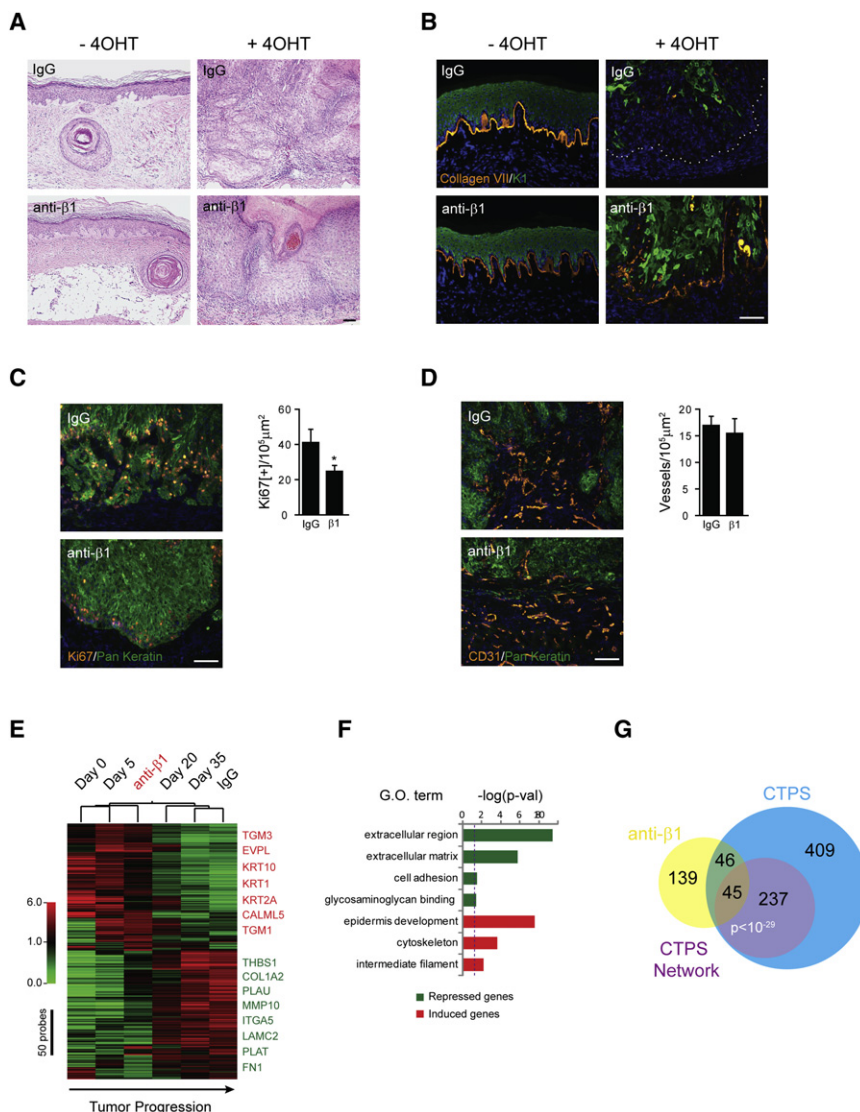 A
- 4OHT
+ 4OHT
IgG
IgG
anti-β1
anti-β1
B
- 4OHT
+ 4OHT
IgG
IgG
Collagen VII/K1
anti-β1
anti-β1
C
IgG
anti-β1
Ki67/Pan Keratin
Ki67[+]/10⁵μm²
60
40
20
0
*
IgG β1
D
IgG
anti-β1
CD31/Pan Keratin
Vessels/10⁵μm²
20
15
10
5
0
IgG β1
E
Day 0
Day 5
anti-β1
Day 20
Day 35
IgG
6.0
1.0
0.0
50 probes
TGM3
EVPL
KRT10
KRT1
KRT2A
CALML5
TGM1
THBS1
COL1A2
PLAU
MMP10
ITGA5
LAMC2
PLAT
FN1
Tumor Progression
F
G.O. term
-log(p-val)
0 2 4 6 8 10
extracellular region
extracellular matrix
cell adhesion
glycosaminoglycan binding
epidermis development
cytoskeleton
intermediate filament
Repressed genes
Induced genes
G
CTPS
anti-β1
409
46
139
45
237
p<10⁻²⁹
CTPS
Network